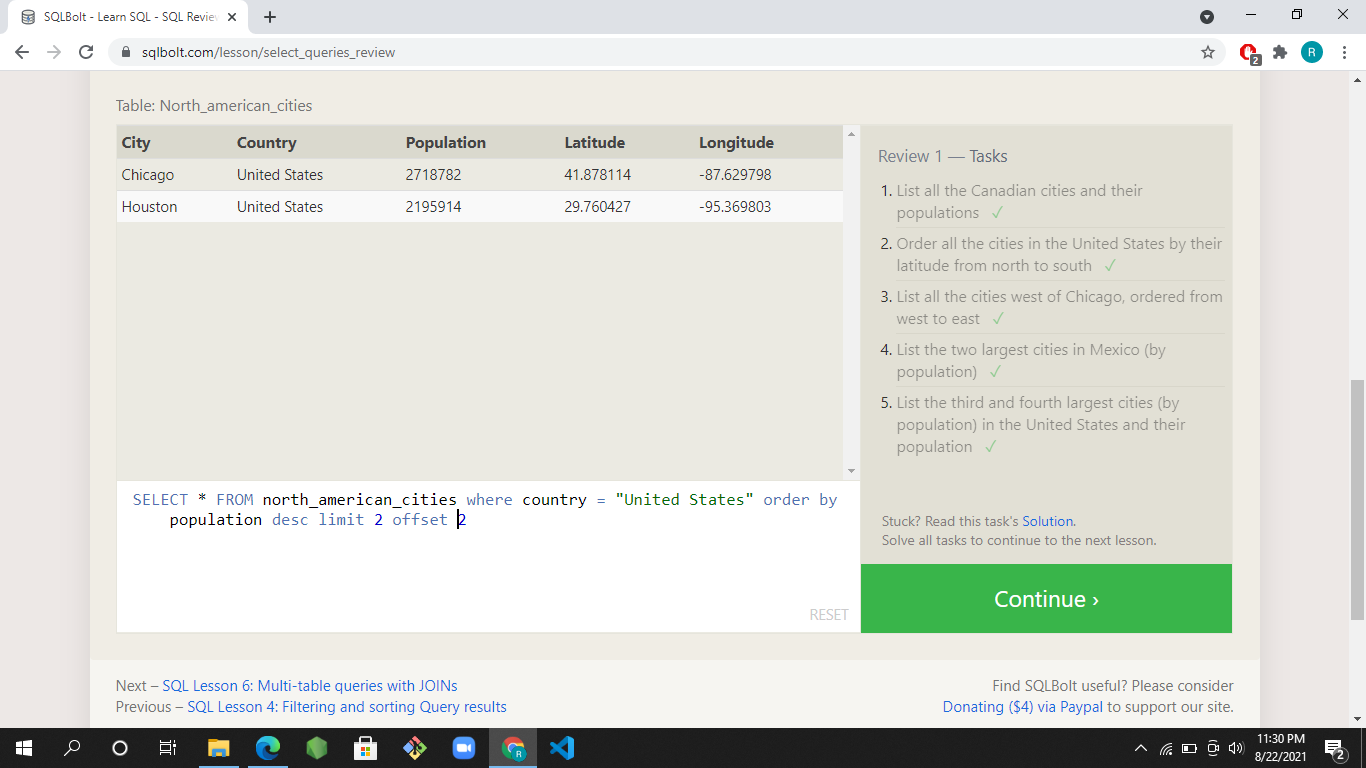 SQLBolt - Learn SQL - SQL Review
sqlbolt.com/lesson/select_queries_review
2
R
Table: North_american_cities
City Country Population Latitude Longitude
Chicago United States 2718782 41.878114 -87.629798
Houston United States 2195914 29.760427 -95.369803
SELECT * FROM north_american_cities where country = "United States" order by
population desc limit 2 offset 2
RESET
Review 1 — Tasks
1. List all the Canadian cities and their
populations ✓
2. Order all the cities in the United States by their
latitude from north to south ✓
3. List all the cities west of Chicago, ordered from
west to east ✓
4. List the two largest cities in Mexico (by
population) ✓
5. List the third and fourth largest cities (by
population) in the United States and their
population ✓
Stuck? Read this task's Solution.
Solve all tasks to continue to the next lesson.
Continue ›
Next – SQL Lesson 6: Multi-table queries with JOINs
Previous – SQL Lesson 4: Filtering and sorting Query results
Find SQLBolt useful? Please consider
Donating ($4) via Paypal to support our site.
R
11:30 PM
8/22/2021
2